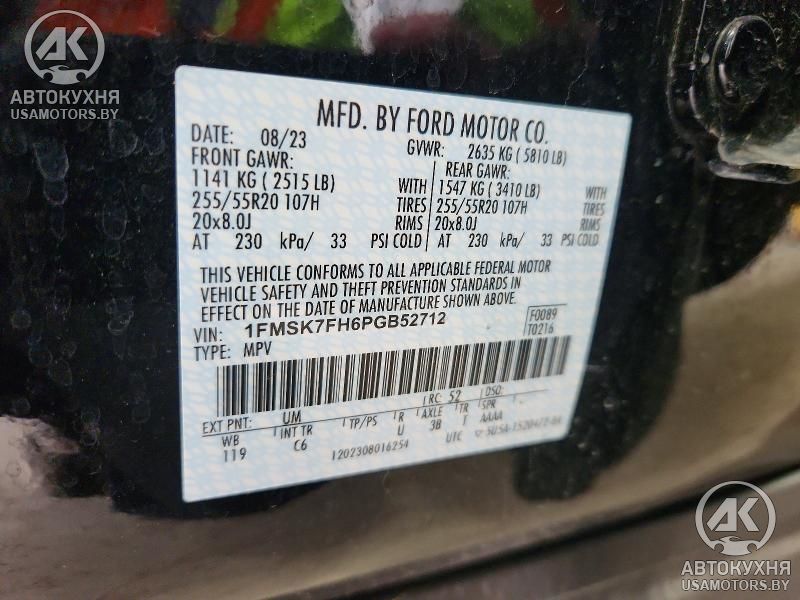 АК
АВТОКУХНЯ
USAMOTORS.BY
MFD. BY FORD MOTOR CO.
DATE: 08/23 GVWR: 2635 KG ( 5810 LB)
FRONT GAWR: REAR GAWR:
1141 KG ( 2515 LB) WITH 1547 KG ( 3410 LB) WITH
255/55R20 107H TIRES 255/55R20 107H TIRES
20x8.0J RIMS 20x8.0J RIMS
AT 230 kPa/ 33 PSI COLD AT 230 kPa/ 33 PSI COLD
THIS VEHICLE CONFORMS TO ALL APPLICABLE FEDERAL MOTOR
VEHICLE SAFETY AND THEFT PREVENTION STANDARDS IN
EFFECT ON THE DATE OF MANUFACTURE SHOWN ABOVE.
VIN: 1FMSK7FH6PGB52712 F0089
TYPE: MPV T0216
EXT PNT: UM RC: 52 DSO:
WB INT TR TP/PS R AXLE TR SPR
119 C6 U 3B T AAAA
1202308016254 UTC
АК
АВТОКУХНЯ
USAMOTORS.BY